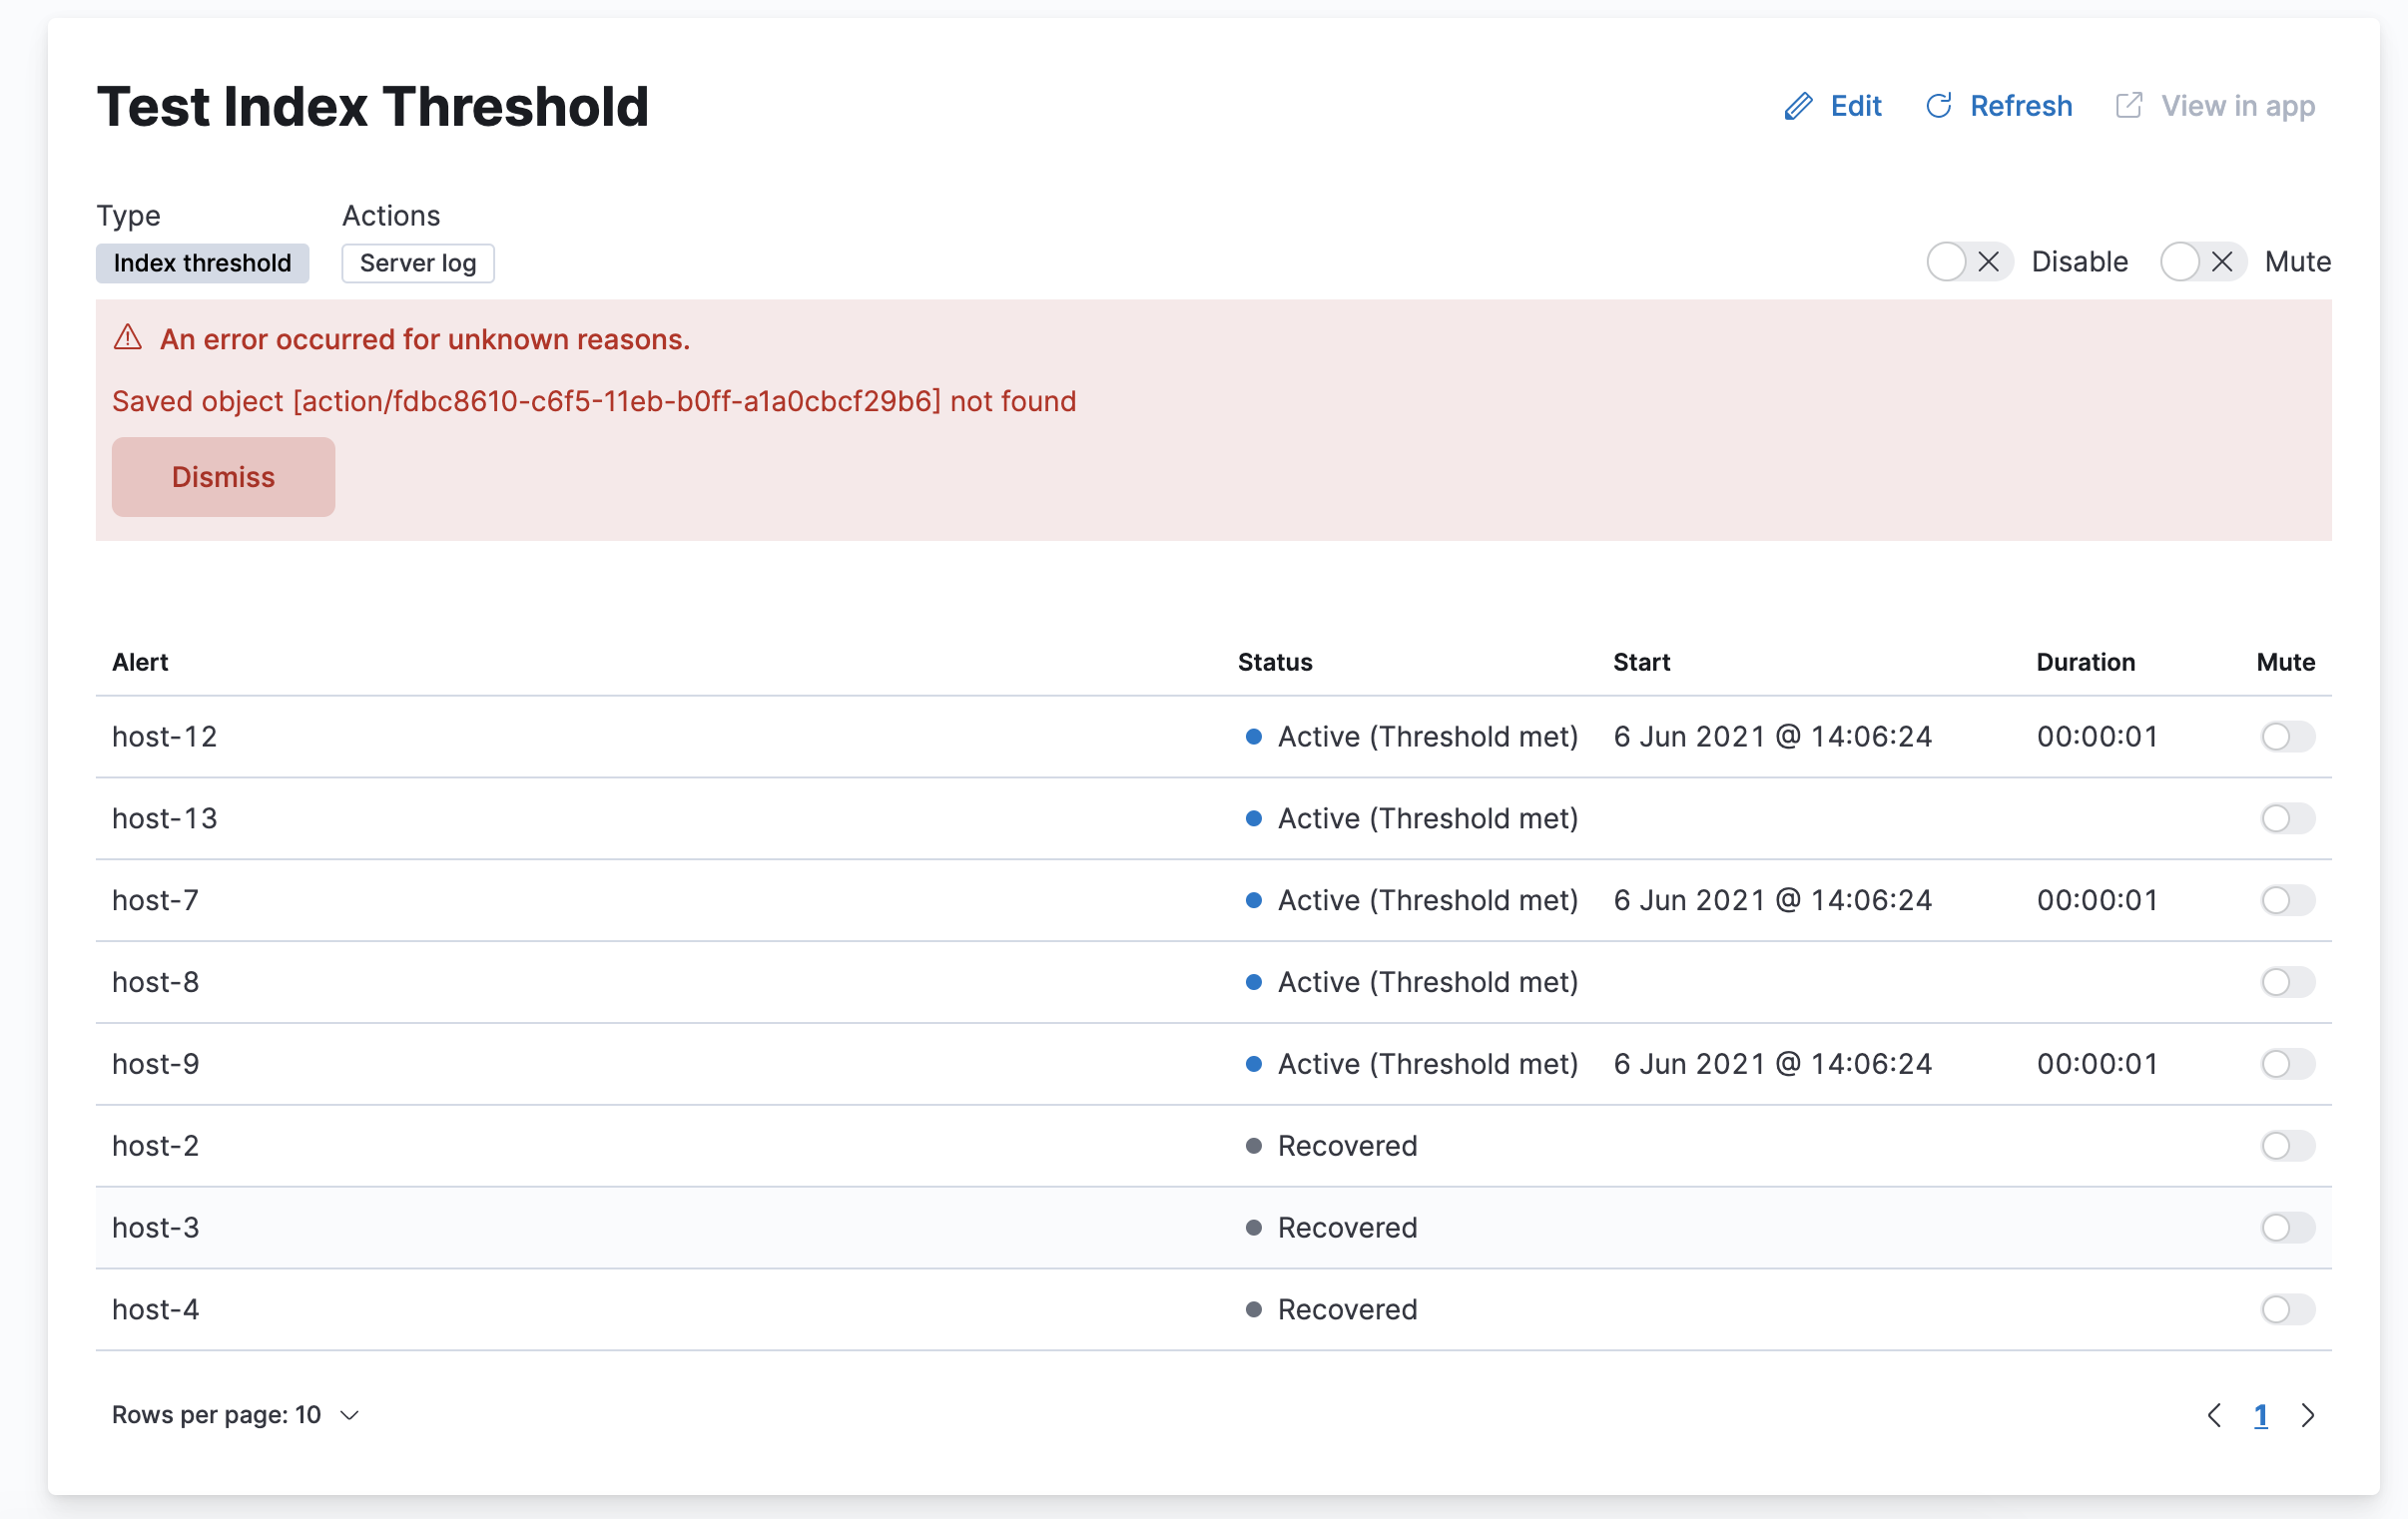 Test Index Threshold
Edit Refresh View in app
Type Actions
Index threshold Server log
Disable Mute
An error occurred for unknown reasons.
Saved object [action/fdbc8610-c6f5-11eb-b0ff-a1a0cbcf29b6] not found
Dismiss
Alert Status Start Duration Mute
host-12 Active (Threshold met) 6 Jun 2021 @ 14:06:24 00:00:01
host-13 Active (Threshold met)
host-7 Active (Threshold met) 6 Jun 2021 @ 14:06:24 00:00:01
host-8 Active (Threshold met)
host-9 Active (Threshold met) 6 Jun 2021 @ 14:06:24 00:00:01
host-2 Recovered
host-3 Recovered
host-4 Recovered
Rows per page: 10 1